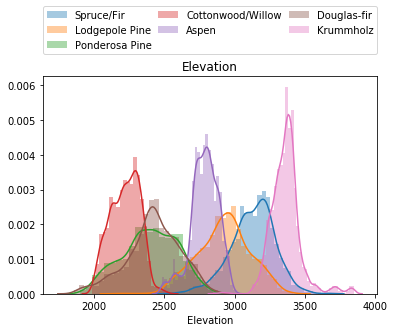 Spruce/Fir Cottonwood/Willow Douglas-fir
Lodgepole Pine Aspen Krummholz
Ponderosa Pine
Elevation
0.006
0.005
0.004
0.003
0.002
0.001
0.000
2000 2500 3000 3500 4000
Elevation